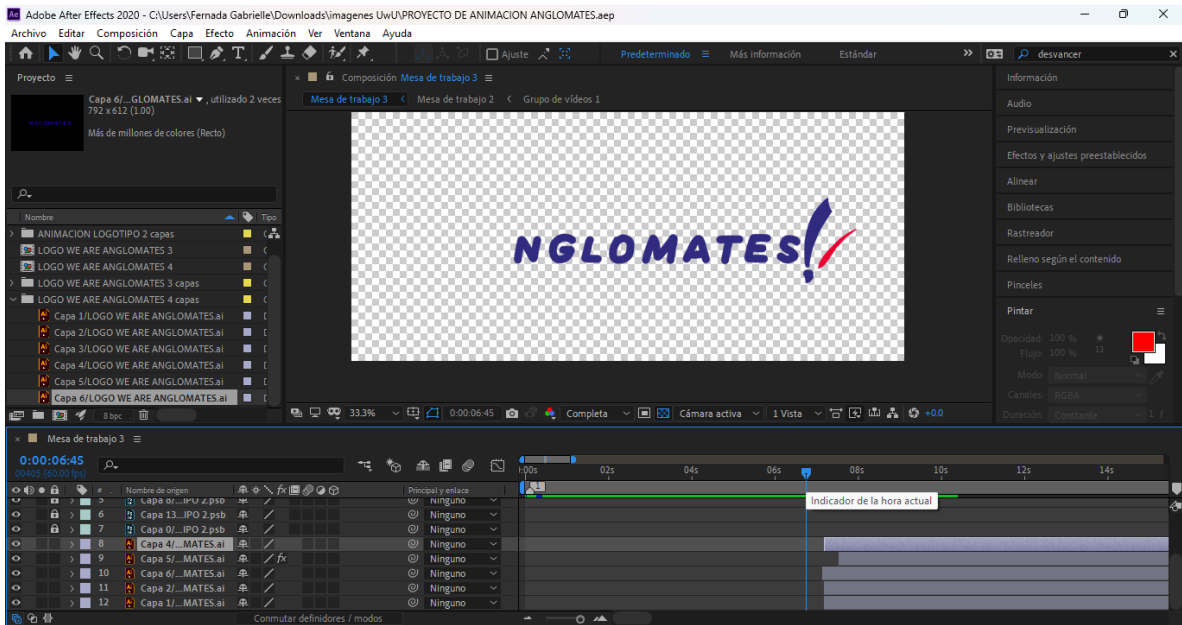 Ae Adobe After Effects 2020 - C:\Users\Fernada Gabrielle\Downloads\imagenes UwU\PROYECTO DE ANIMACION ANGLOMATES.aep
Archivo Editar Composición Capa Efecto Animación Ver Ventana Ayuda
Ajuste Predeterminado Más información Estándar desvancer
Proyecto
Capa 6/...GLOMATES.ai , utilizado 2 veces
792 x 612 (1.00)
Más de millones de colores (Recto)
Nombre Tipo
ANIMACION LOGOTIPO 2 capas
LOGO WE ARE ANGLOMATES 3
LOGO WE ARE ANGLOMATES 4
LOGO WE ARE ANGLOMATES 3 capas
LOGO WE ARE ANGLOMATES 4 capas
Capa 1/LOGO WE ARE ANGLOMATES.ai
Capa 2/LOGO WE ARE ANGLOMATES.ai
Capa 3/LOGO WE ARE ANGLOMATES.ai
Capa 4/LOGO WE ARE ANGLOMATES.ai
Capa 5/LOGO WE ARE ANGLOMATES.ai
Capa 6/LOGO WE ARE ANGLOMATES.ai
8 bpc
Composición Mesa de trabajo 3
Mesa de trabajo 3 Mesa de trabajo 2 Grupo de vídeos 1
NGLOMATES!
33.3% 0:00:06:45 Completa Cámara activa 1 Vista +0.0
Información
Audio
Previsualización
Efectos y ajustes preestablecidos
Alinear
Bibliotecas
Rastreador
Relleno según el contenido
Pinceles
Pintar
Opacidad: 100 %
Flujo: 100 % 13
Modo: Normal
Canales: RGBA
Duración: Constante 1 f
Mesa de trabajo 3
0:00:06:45
00405 (60.00 fps)
:00s 02s 04s 06s 08s 10s 12s 14s
# Nombre de origen Principal y enlace
1
Indicador de la hora actual
5 Capa 8/...IPO 2.psb Ninguno
6 Capa 13...IPO 2.psb Ninguno
7 Capa 0/...IPO 2.psb Ninguno
8 Capa 4/...MATES.ai Ninguno
9 Capa 5/...MATES.ai fx Ninguno
10 Capa 6/...MATES.ai Ninguno
11 Capa 2/...MATES.ai Ninguno
12 Capa 1/...MATES.ai Ninguno
Conmutar definidores / modos